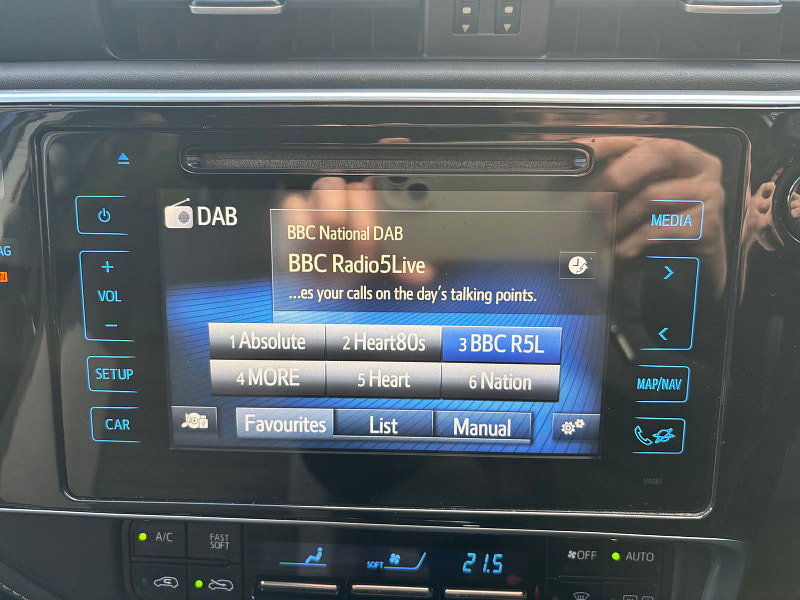 DAB
BBC National DAB
BBC Radio5Live
...es your calls on the day's talking points.
1 Absolute 2 Heart80s 3 BBC R5L
4 MORE 5 Heart 6 Nation
Favourites List Manual
+
VOL
-
SETUP
CAR
MEDIA
>
<
MAP/NAV
510083
AG
A/C FAST SOFT
SOFT 21.5
OFF AUTO